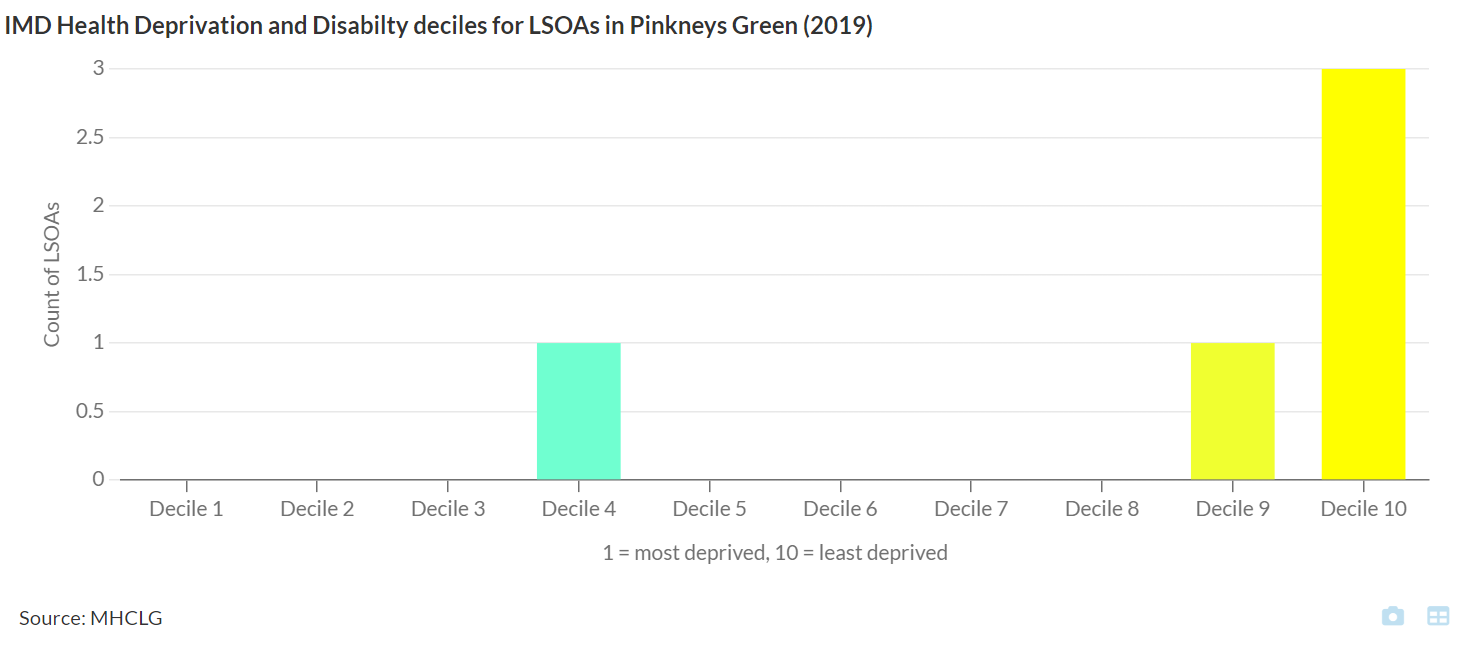 IMD Health Deprivation and Disabilty deciles for LSOAs in Pinkneys Green (2019)
3
2.5
2
1.5
1
0.5
0
Count of LSOAs
Decile 1 Decile 2 Decile 3 Decile 4 Decile 5 Decile 6 Decile 7 Decile 8 Decile 9 Decile 10
1 = most deprived, 10 = least deprived
Source: MHCLG